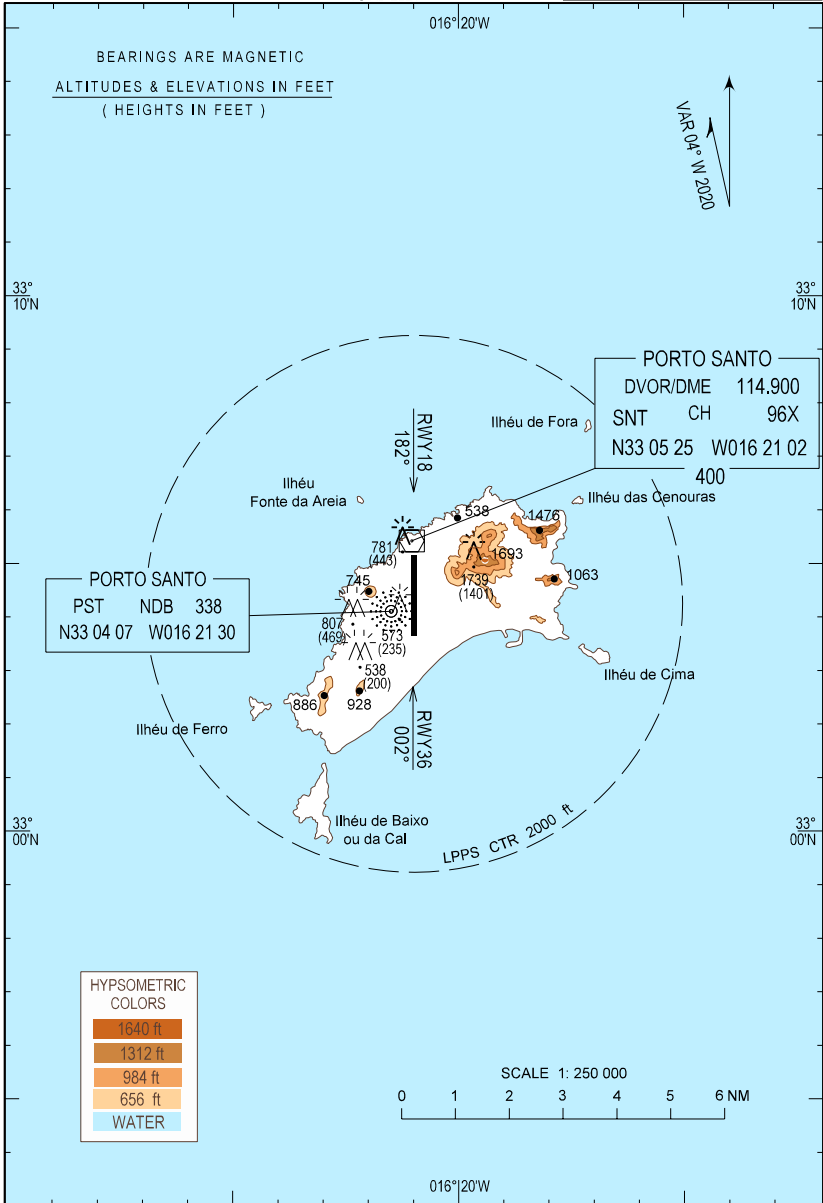 016°20'W
BEARINGS ARE MAGNETIC
ALTITUDES & ELEVATIONS IN FEET
( HEIGHTS IN FEET )
VAR 04° W 2020
33°
10'N
33°
10'N
PORTO SANTO
DVOR/DME 114.900
SNT CH 96X
N33 05 25 W016 21 02
400
RWY18
182°
Ilhéu de Fora
Ilhéu
Fonte da Areia
Ilhéu das Cenouras
538
1476
781
(443)
1693
1739
(1401)
1063
PORTO SANTO
PST NDB 338
N33 04 07 W016 21 30
745
807
(469)
573
(235)
538
(200)
886
928
Ilhéu de Cima
Ilhéu de Ferro
RWY36
002°
Ilhéu de Baixo
ou da Cal
LPPS CTR 2000 ft
33°
00'N
33°
00'N
HYPSOMETRIC
COLORS
1640 ft
1312 ft
984 ft
656 ft
WATER
SCALE 1: 250 000
0 1 2 3 4 5 6 NM
016°20'W